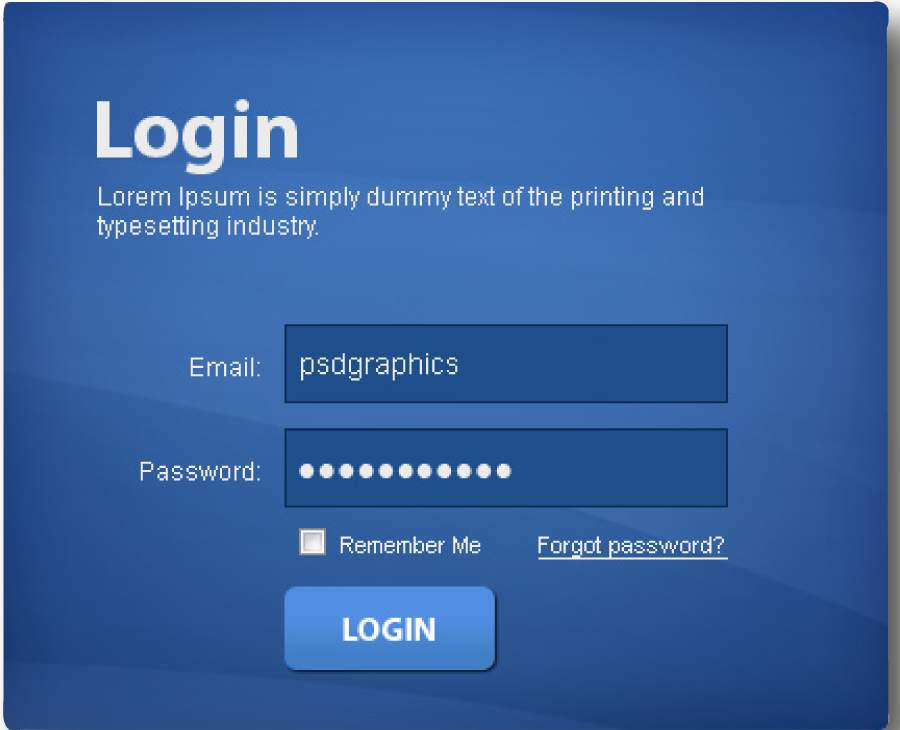 Login
Lorem Ipsum is simply dummy text of the printing and
typesetting industry.
Email: psdgraphics
Password: ●●●●●●●●●●●
Remember Me Forgot password?
LOGIN